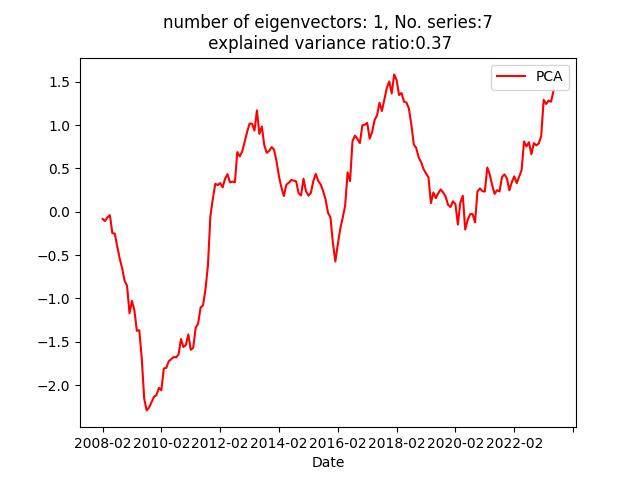 number of eigenvectors: 1, No. series:7
explained variance ratio:0.37
PCA
1.5
1.0
0.5
0.0
−0.5
−1.0
−1.5
−2.0
2008-02 2010-02 2012-02 2014-02 2016-02 2018-02 2020-02 2022-02
Date